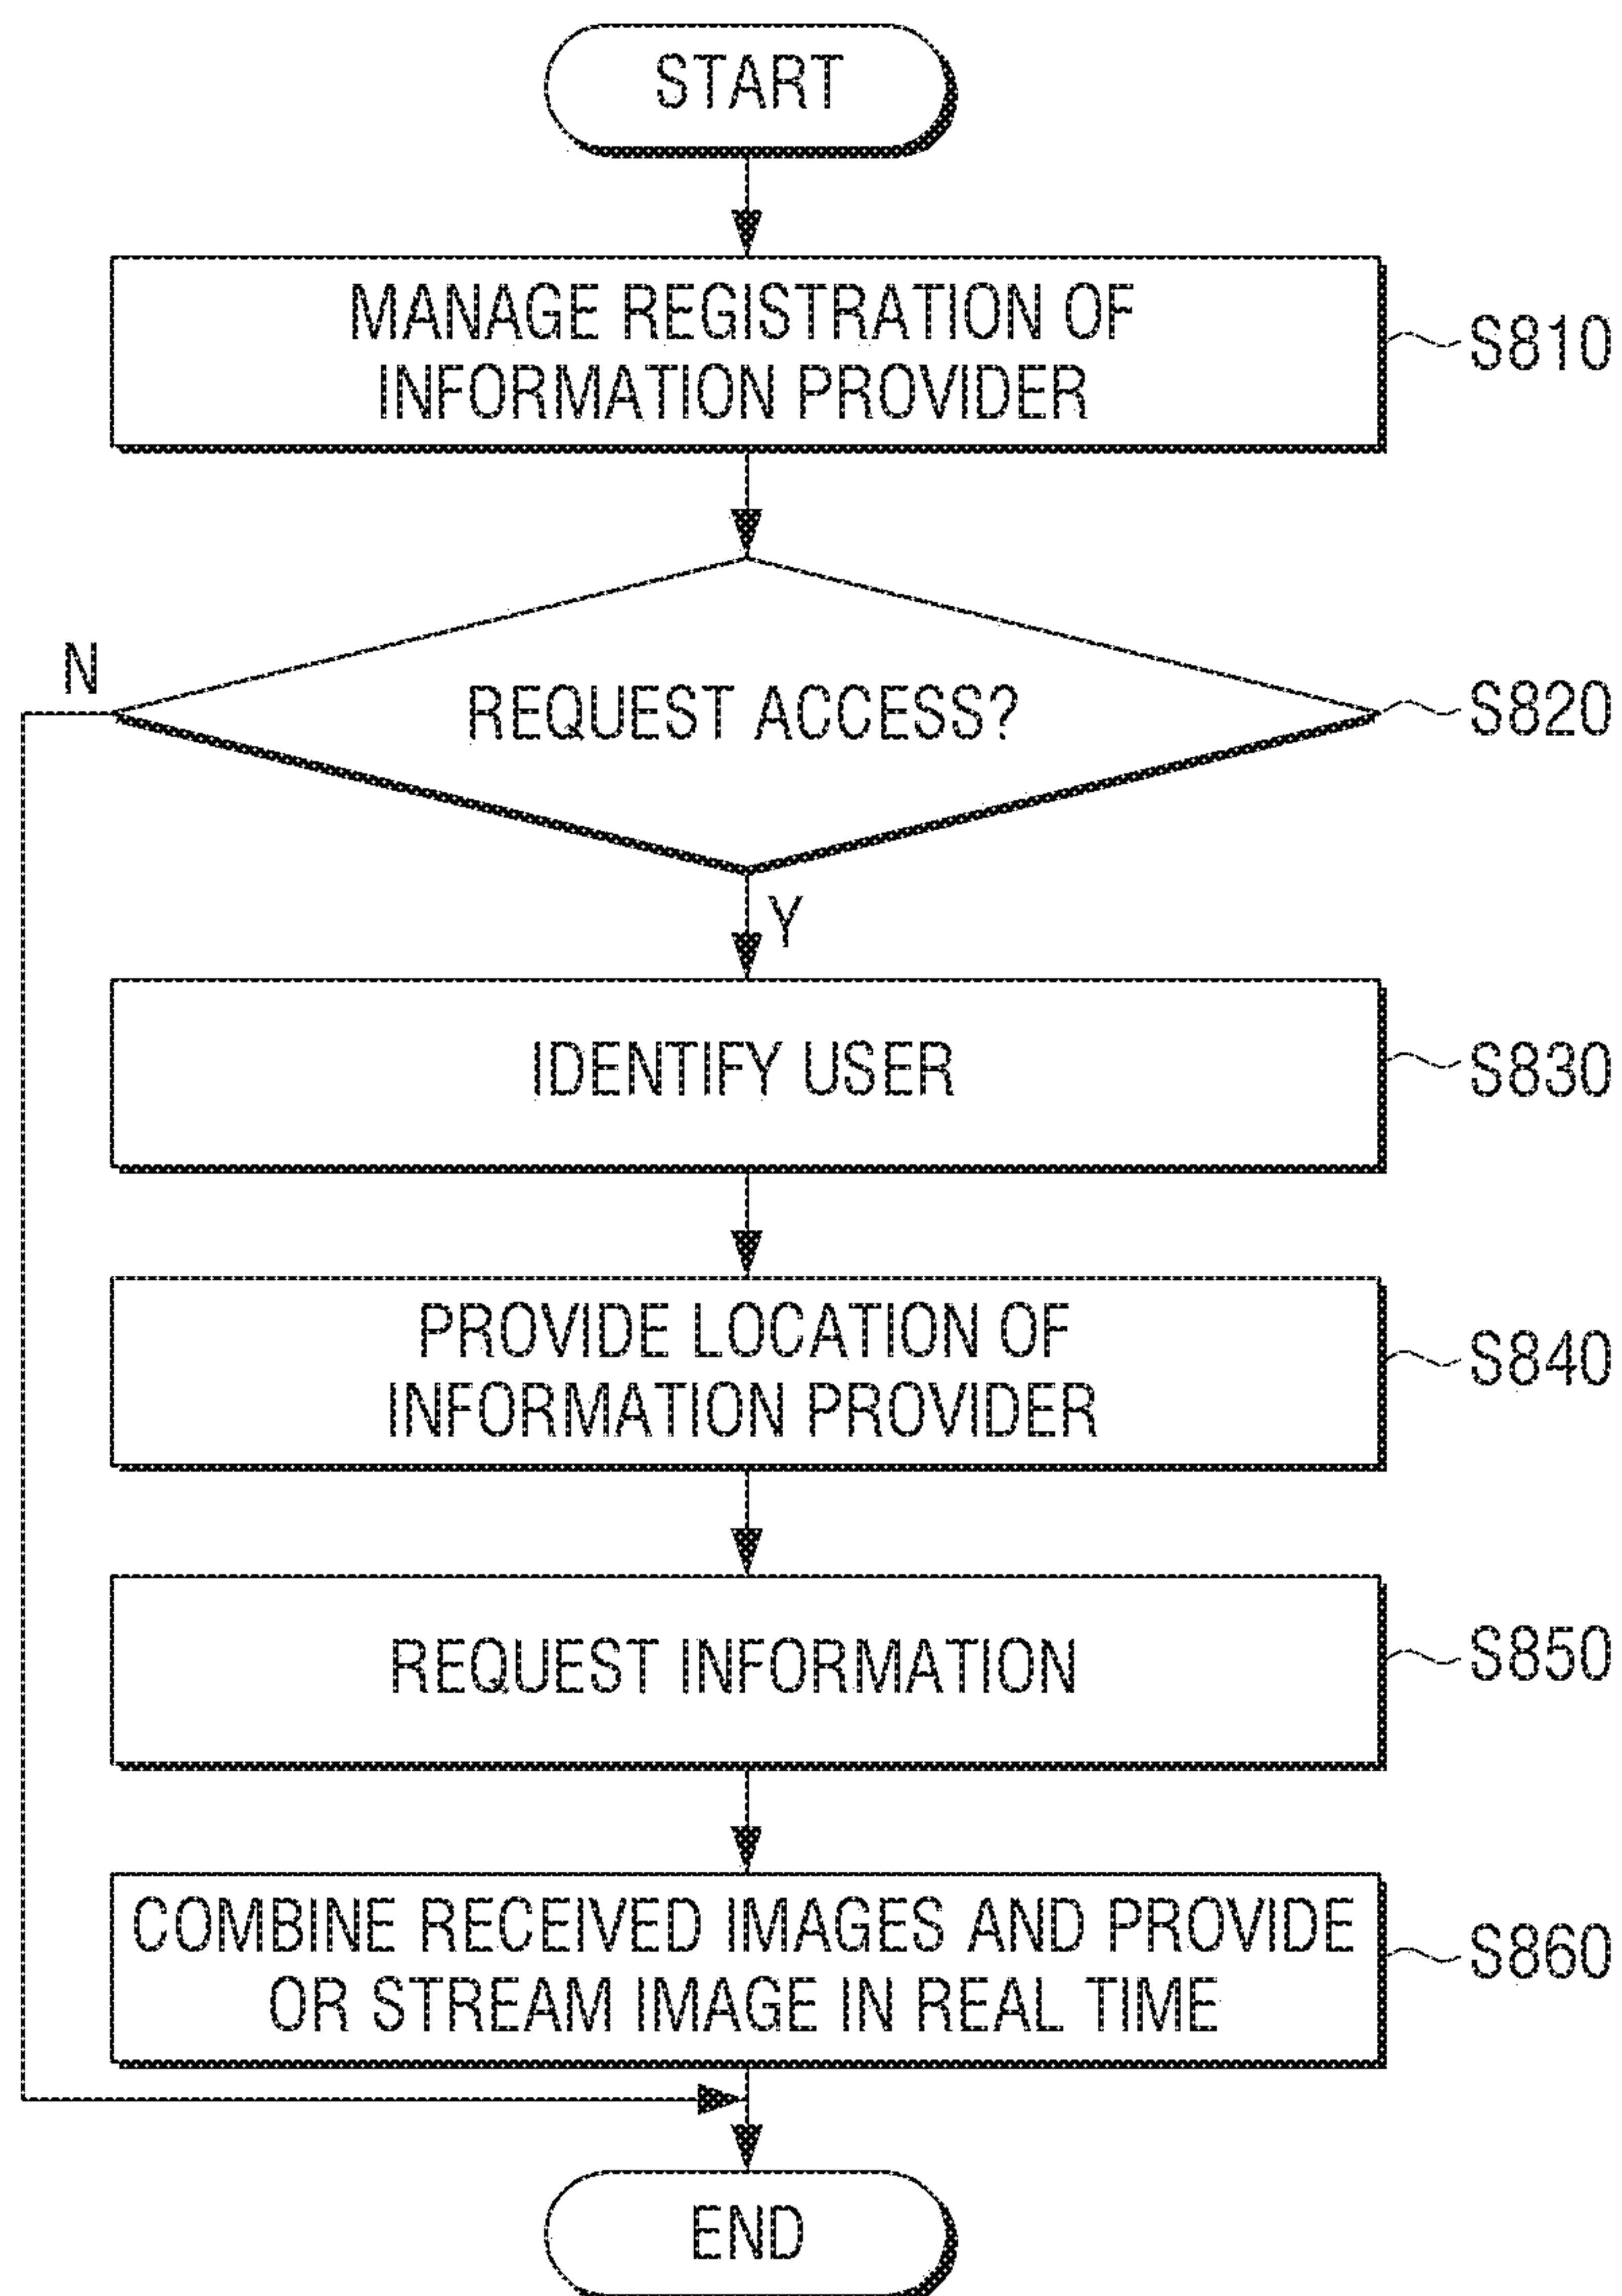 START
MANAGE REGISTRATION OF
INFORMATION PROVIDER
S810
N
REQUEST ACCESS?
S820
Y
IDENTIFY USER
S830
PROVIDE LOCATION OF
INFORMATION PROVIDER
S840
REQUEST INFORMATION
S850
COMBINE RECEIVED IMAGES AND PROVIDE
OR STREAM IMAGE IN REAL TIME
S860
END